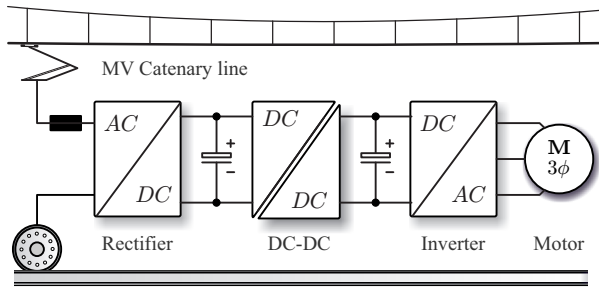 MV Catenary line
AC
DC
+
−
DC
DC
+
−
DC
AC
M
3ϕ
Rectifier
DC-DC
Inverter
Motor